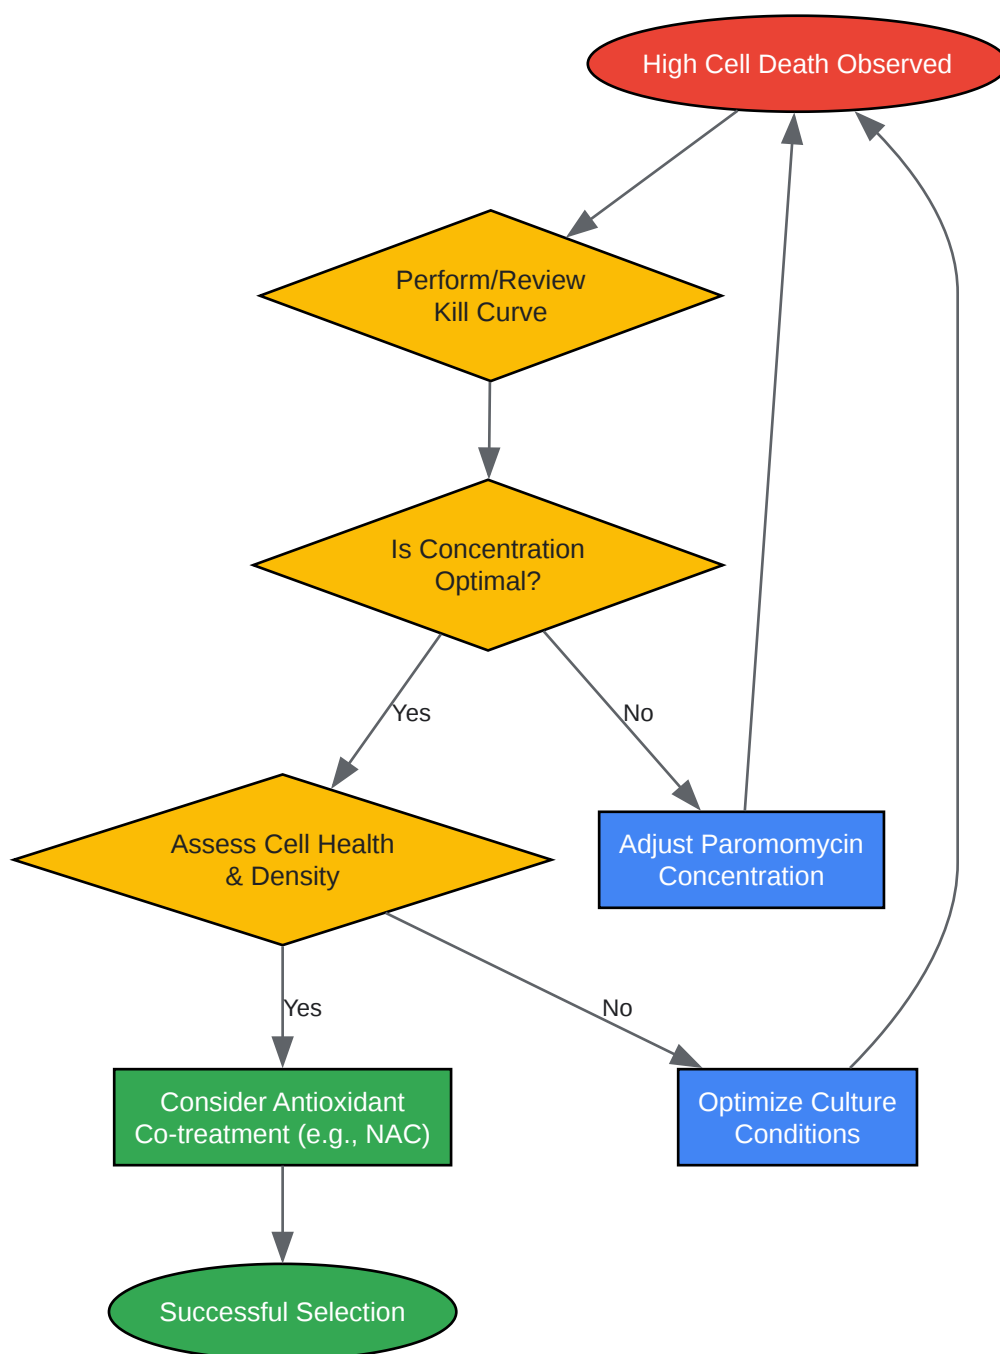 High Cell Death Observed
Perform/Review
Kill Curve
Is Concentration
Optimal?
Yes
No
Assess Cell Health
& Density
Adjust Paromomycin
Concentration
Yes
No
Consider Antioxidant
Co-treatment (e.g., NAC)
Optimize Culture
Conditions
Successful Selection